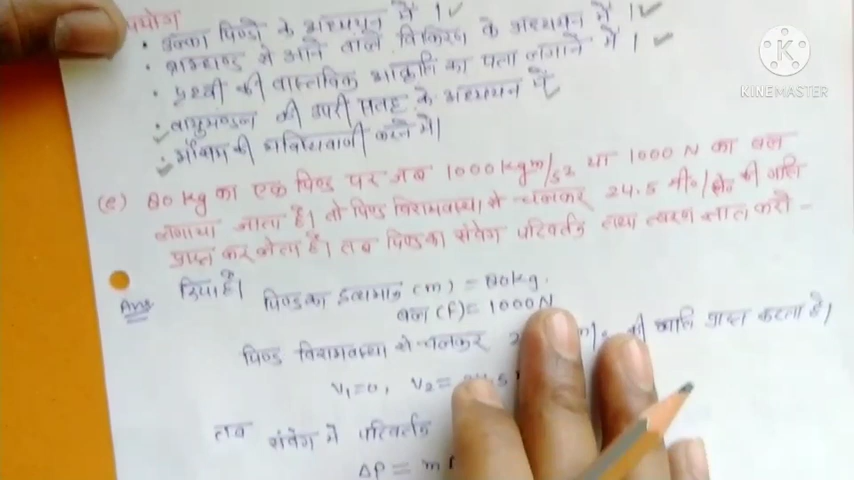 पयोग
• उल्का पिण्डों के अध्ययन में।
• ब्राम्हाण्ड से आने वाले विकिरण के अध्ययन में।
• पृथ्वी की वास्तविक आकृति का पता लगाने में।
• वायुमण्डल की उपरी सतह के अध्ययन में
• मौसम की भविष्यवाणी करने में।
(e) 80 kg का एक पिण्ड पर जब 1000 kgm/s2 या 1000 N का बल
लगाया जाता है। तो पिण्ड विरामवस्था से चलकर 24.5 मी०/से० की गति
प्राप्त कर लेता है। तब पिण्ड का संवेग परिवर्तन तथा त्वरण ज्ञात करो -
Ans दिया है।
पिण्ड का द्रव्यमान (m) = 80kg.
बल (F) = 1000N
पिण्ड विरामवस्था से चलकर की गति प्राप्त करता है।
V1=0, V2=
तब संवेग में परिवर्तन
ΔP = m
KINEMASTER